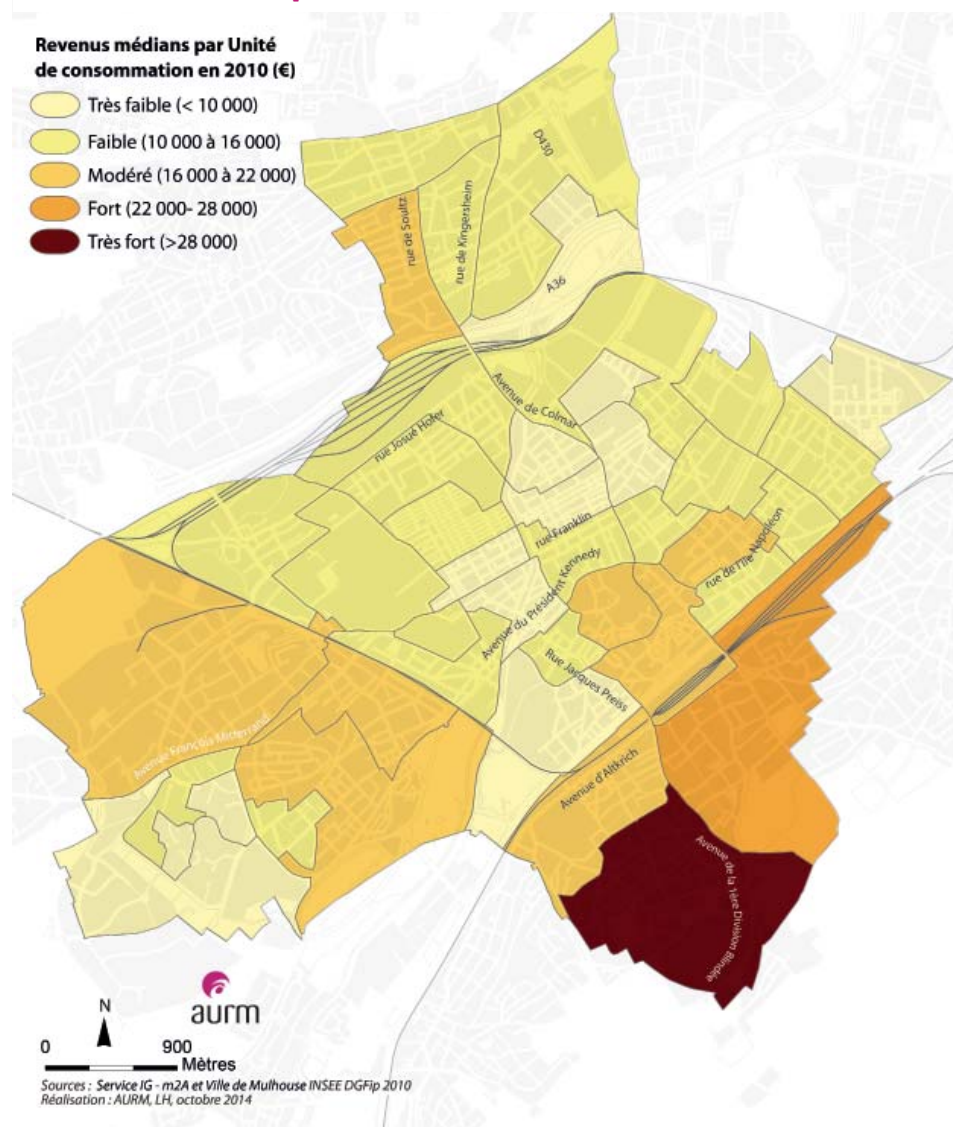 Revenus médians par Unité
de consommation en 2010 (€)
Très faible (< 10 000)
Faible (10 000 à 16 000)
Modéré (16 000 à 22 000)
Fort (22 000- 28 000)
Très fort (>28 000)
D430
rue de Soultz
rue de Kingersheim
A36
Avenue de Colmar
rue Josué Hofer
rue Franklin
rue de l'Ile Napoléon
Avenue du Président Kennedy
Rue Jacques Preiss
Avenue François Mitterrand
Avenue d'Altkrich
Avenue de la 1ère Division Blindée
aurm
N
0 900
Mètres
Sources : Service IG - m2A et Ville de Mulhouse INSEE DGFip 2010
Réalisation : AURM, LH, octobre 2014